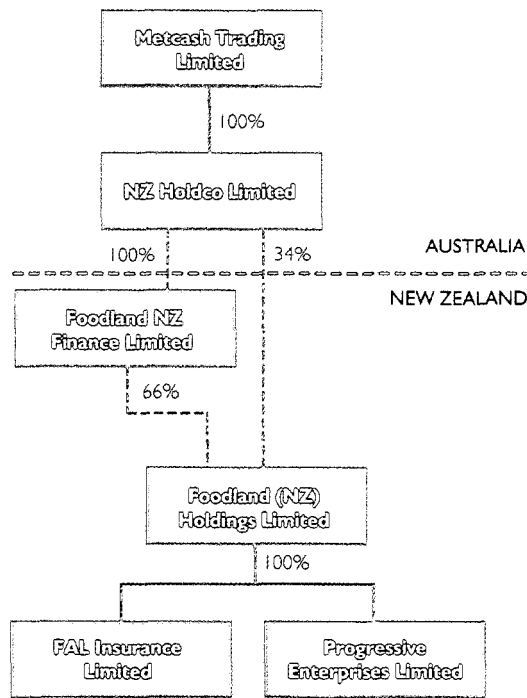 Metcash Trading
Limited
100%
NZ Holdco Limited
100%
34%
AUSTRALIA
NEW ZEALAND
Foodland NZ
Finance Limited
66%
Foodland (NZ)
Holdings Limited
100%
FAL Insurance
Limited
Progressive
Enterprises Limited